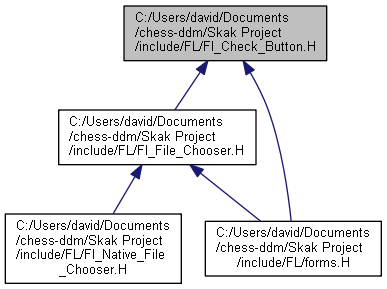 C:/Users/david/Documents
/chess-ddm/Skak Project
/include/FL/Fl_Check_Button.H
C:/Users/david/Documents
/chess-ddm/Skak Project
/include/FL/Fl_File_Chooser.H
C:/Users/david/Documents
/chess-ddm/Skak Project
/include/FL/Fl_Native_File
_Chooser.H
C:/Users/david/Documents
/chess-ddm/Skak Project
/include/FL/forms.H